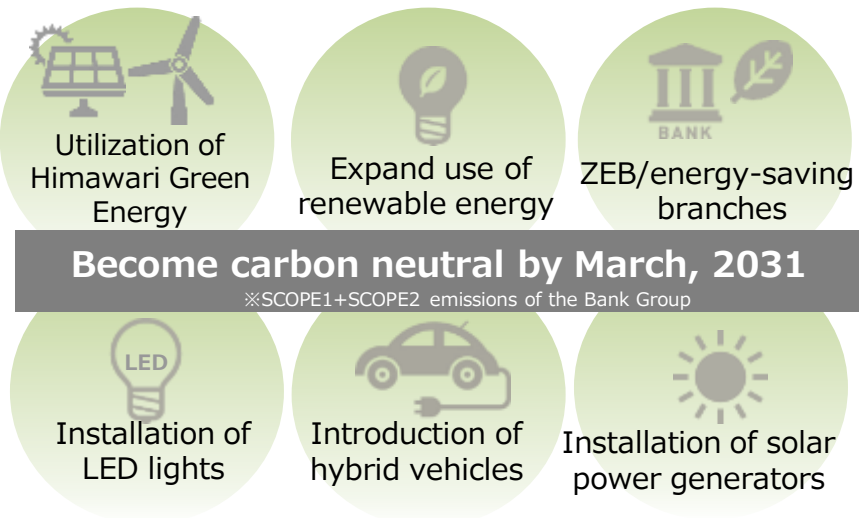 BANK
Utilization of
Himawari Green
Energy
Expand use of
renewable energy
ZEB/energy-saving
branches
Become carbon neutral by March, 2031
※SCOPE1+SCOPE2 emissions of the Bank Group
LED
Installation of
LED lights
Introduction of
hybrid vehicles
Installation of solar
power generators